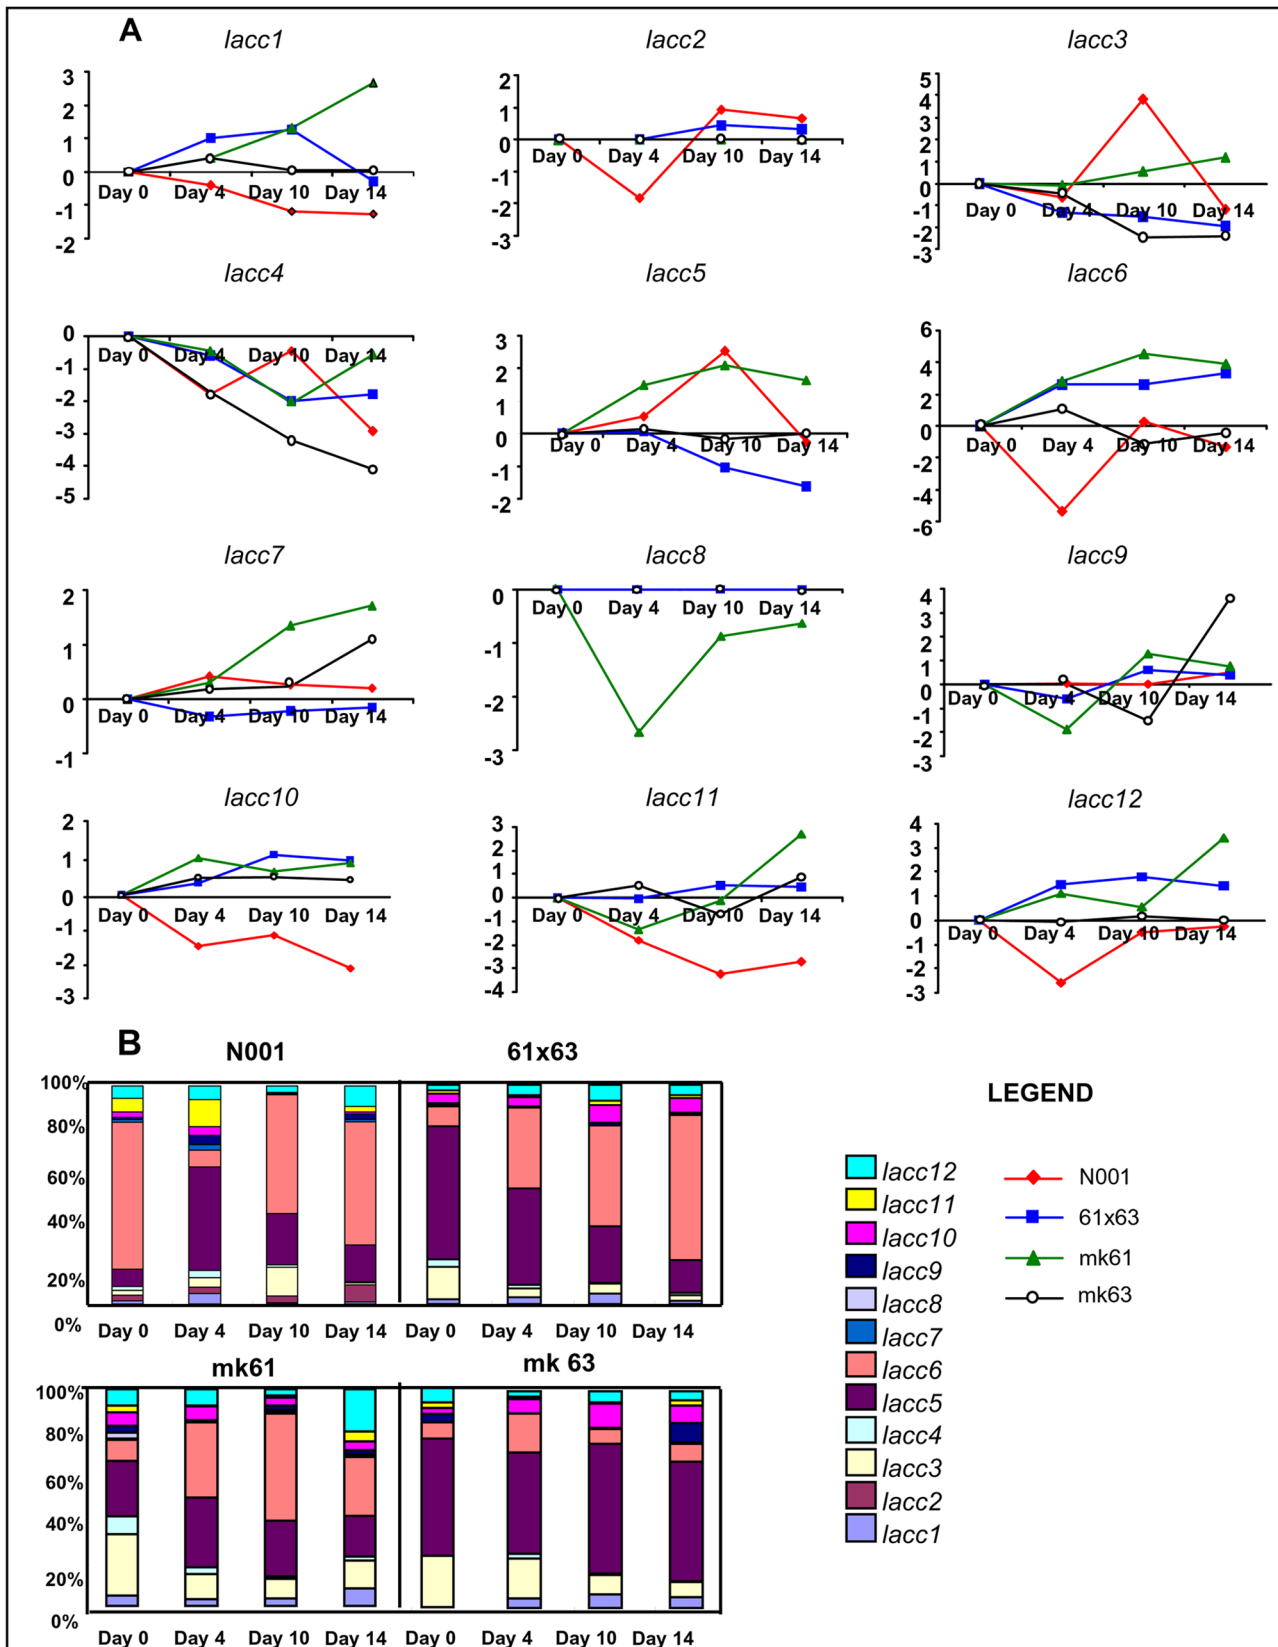 A
lacc1
lacc2
lacc3
3
2
1
0
-1
-2
Day 0
Day 4
Day 10
Day 14
2
1
0
-1
-2
-3
Day 0
Day 4
Day 10
Day 14
5
4
3
2
1
0
-1
-2
-3
Day 0
Day 4
Day 10
Day 14
lacc4
lacc5
lacc6
0
-1
-2
-3
-4
-5
Day 0
Day 4
Day 10
Day 14
3
2
1
0
-1
-2
Day 0
Day 4
Day 10
Day 14
6
4
2
0
-2
-4
-6
Day 0
Day 4
Day 10
Day 14
lacc7
lacc8
lacc9
2
1
0
-1
Day 0
Day 4
Day 10
Day 14
0
-1
-2
-3
Day 0
Day 4
Day 10
Day 14
4
3
2
1
0
-1
-2
-3
Day 0
Day 4
Day 10
Day 14
lacc10
lacc11
lacc12
2
1
0
-1
-2
-3
Day 0
Day 4
Day 10
Day 14
3
2
1
0
-1
-2
-3
-4
Day 0
Day 4
Day 10
Day 14
4
3
2
1
0
-1
-2
-3
Day 0
Day 4
Day 10
Day 14
B
N001
61x63
100%
80%
60%
40%
20%
0%
Day 0 Day 4 Day 10 Day 14 Day 0 Day 4 Day 10 Day 14
mk61
mk 63
100%
80%
60%
40%
20%
0%
Day 0 Day 4 Day 10 Day 14 Day 0 Day 4 Day 10 Day 14
LEGEND
lacc12
lacc11
lacc10
lacc9
lacc8
lacc7
lacc6
lacc5
lacc4
lacc3
lacc2
lacc1
N001
61x63
mk61
mk63